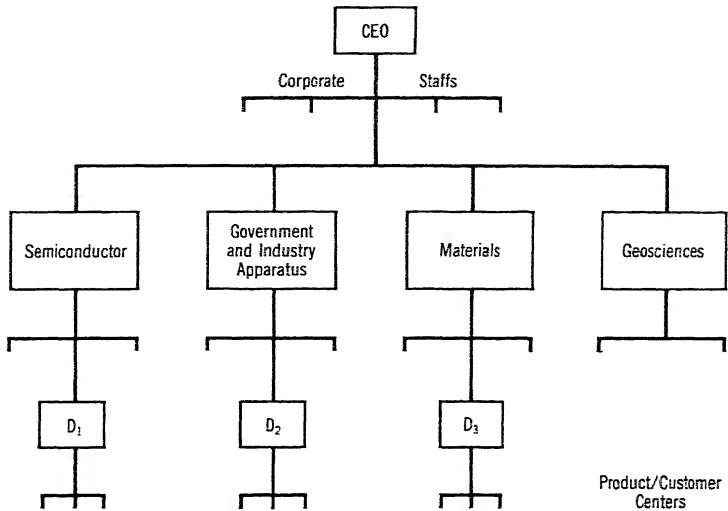 CEO
Corporate Staffs
Semiconductor
Government
and Industry
Apparatus
Materials
Geosciences
D₁
D₂
D₃
Product/Customer
Centers